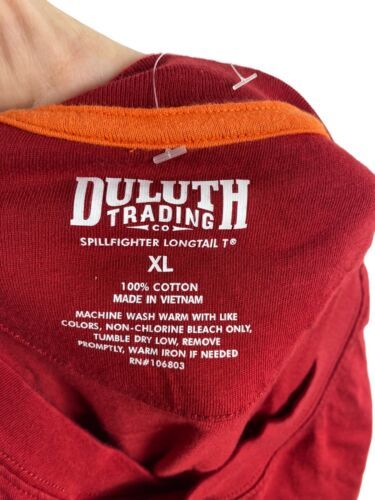 DULUTH
TRADING
CO
SPILLFIGHTER LONGTAIL T®
XL
100% COTTON
MADE IN VIETNAM
MACHINE WASH WARM WITH LIKE
COLORS, NON-CHLORINE BLEACH ONLY,
TUMBLE DRY LOW, REMOVE
PROMPTLY, WARM IRON IF NEEDED
RN#106803